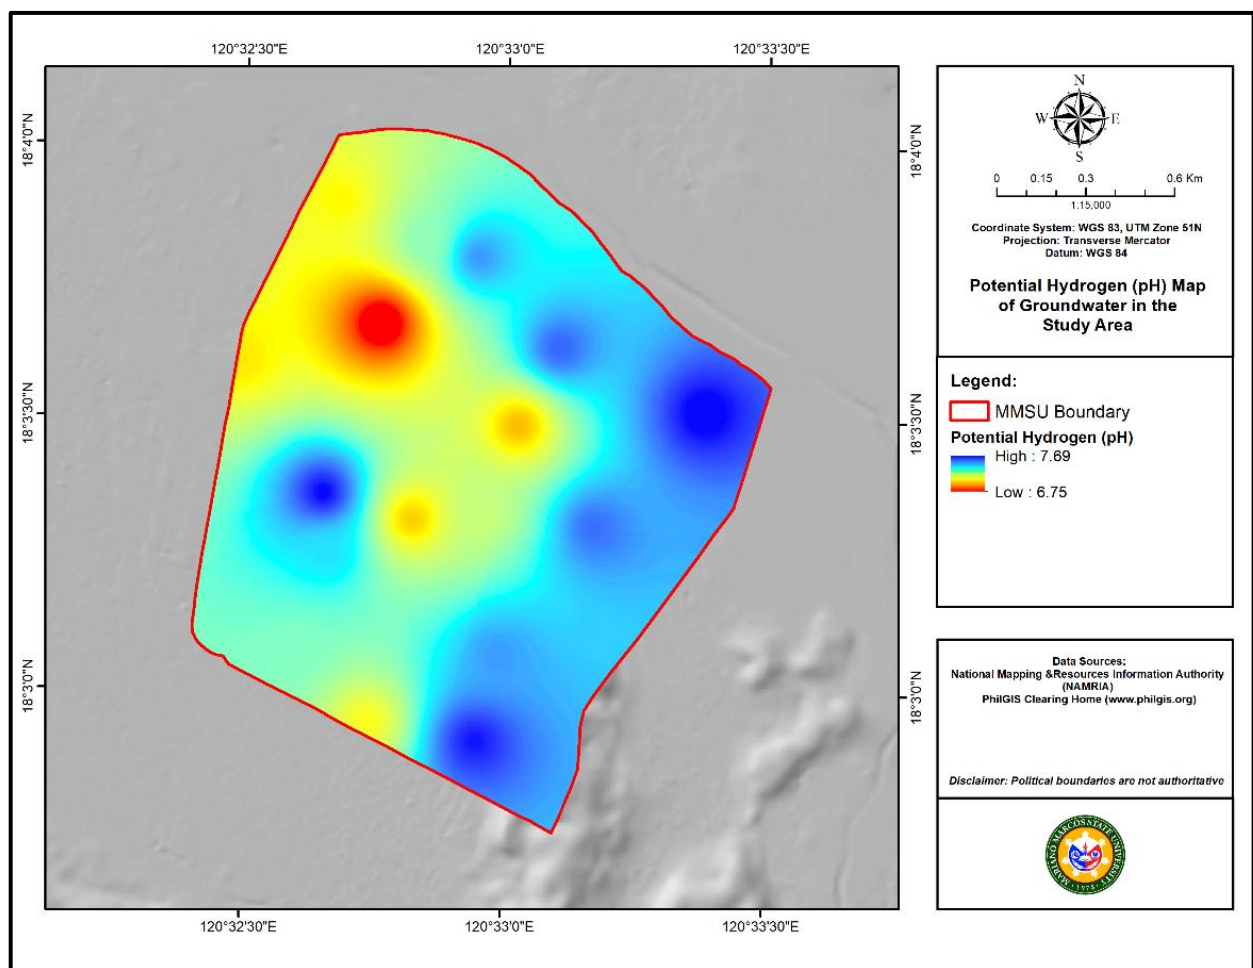 120°32'30"E
120°33'0"E
120°33'30"E
18°4'0"N
18°4'0"N
18°3'30"N
18°3'30"N
18°3'0"N
18°3'0"N
120°32'30"E
120°33'0"E
120°33'30"E
N
W
E
S
0 0.15 0.3 0.6 Km
1:15,000
Coordinate System: WGS 83, UTM Zone 51N
Projection: Transverse Mercator
Datum: WGS 84
Potential Hydrogen (pH) Map
of Groundwater in the
Study Area
Legend:
MMSU Boundary
Potential Hydrogen (pH)
High : 7.69
Low : 6.75
Data Sources:
National Mapping &Resources Information Authority
(NAMRIA)
PhilGIS Clearing Home (www.philgis.org)
Disclaimer: Political boundaries are not authoritative
MARIANO MARCOS STATE UNIVERSITY
1978